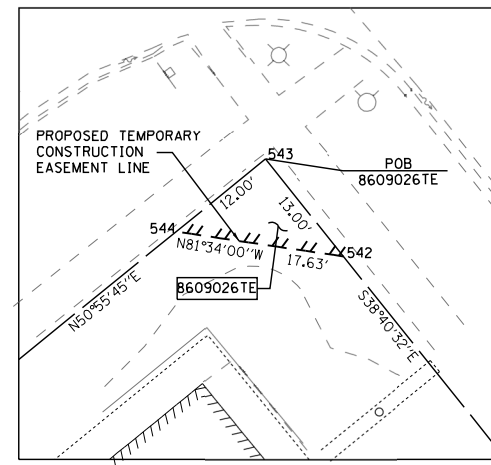 PROPOSED TEMPORARY
CONSTRUCTION
EASEMENT LINE
543
POB
8609026TE
12.00'
13.00'
544
N81°34'00"W
17.63'
542
8609026TE
N50°55'45"E
S38°40'32"E